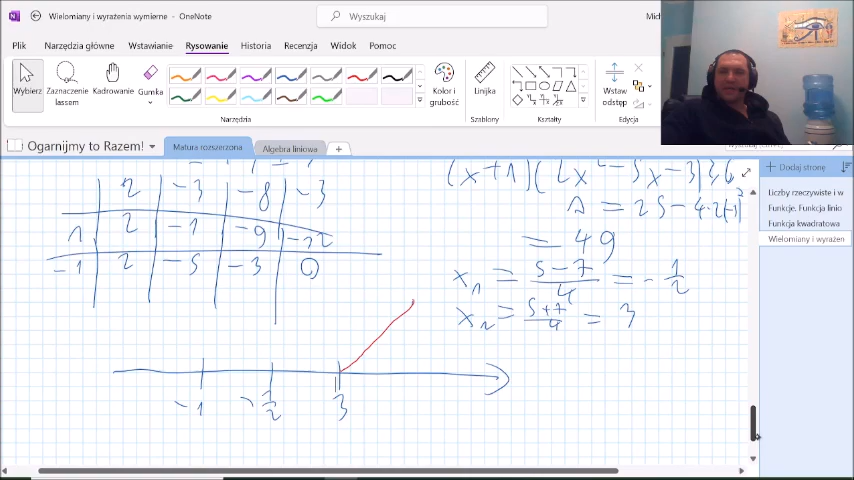 Wielomiany i wyrażenia wymierne - OneNote
Wyszukaj
Plik Narzędzia główne Wstawianie Rysowanie Historia Recenzja Widok Pomoc
Wybierz
Zaznaczenie lassem
Kadrowanie
Gumka
Kolor i grubość
Linijka
Kształty
Wstaw odstęp
Narzędzia Szablony Kształty Edycja
Ogarnijmy to Razem!
Matura rozszerzona
Algebra liniowa
Dodaj stronę
Liczby rzeczywiste i w
Funkcje. Funkcja linio
Funkcja kwadratowa
Wielomiany i wyrażen
2 -3 -8 -3
1 2 -1 -9 -12
-1 2 -5 -3 0
(x+1)(2x²-5x-3)
Δ = 25-4·2(-3)
= 49
x₁ = 5-7/4 = -1/2
x₂ = 5+7/4 = 3
-1 -1/2 3